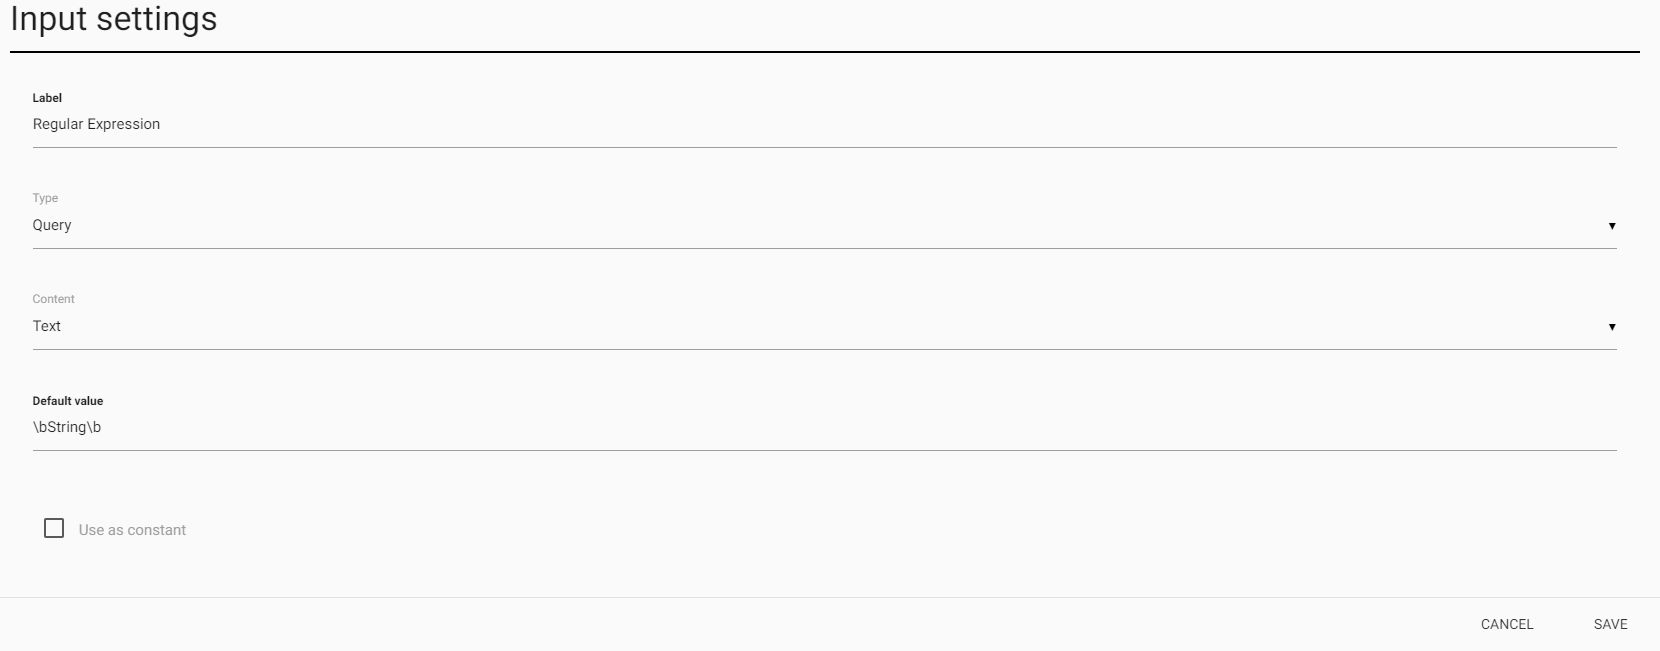 Input settings
Label
Regular Expression
Type
Query
Content
Text
Default value
\bString\b
Use as constant
CANCEL SAVE